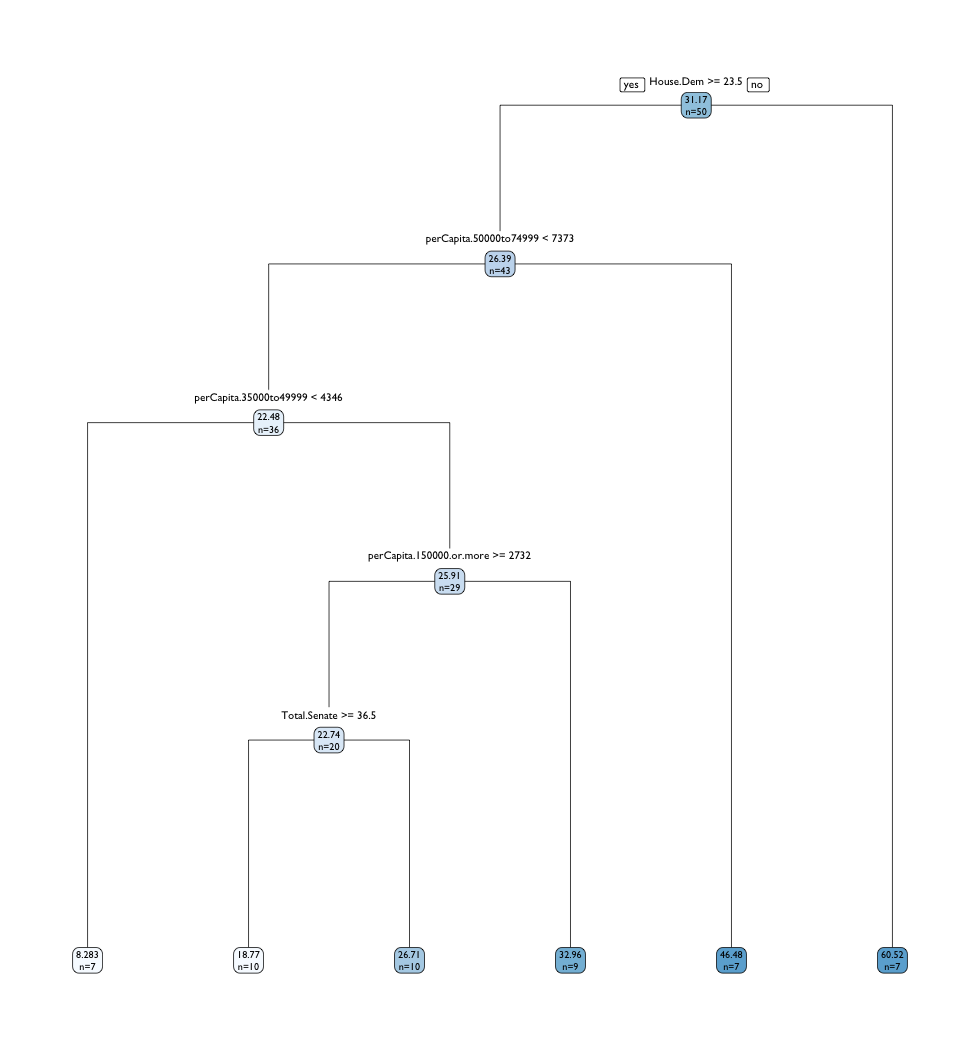 yes House.Dem >= 23.5 no
31.17
n=50
perCapita.50000to74999 < 7373
26.39
n=43
perCapita.35000to49999 < 4346
22.48
n=36
perCapita.150000.or.more >= 2732
25.91
n=29
Total.Senate >= 36.5
22.74
n=20
8.283
n=7
18.77
n=10
26.71
n=10
32.96
n=9
46.48
n=7
60.52
n=7